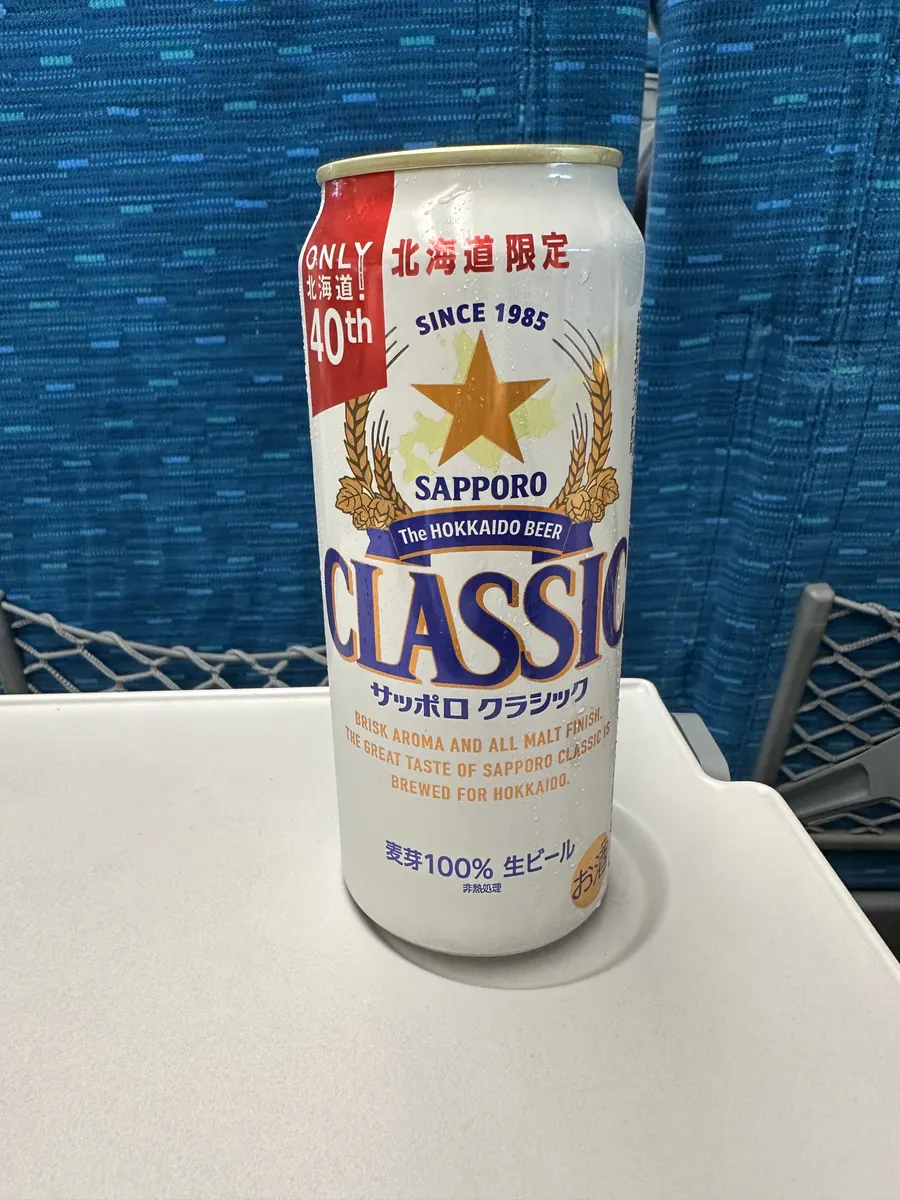 ONLY
北海道!
40th
北海道限定
SINCE 1985
SAPPORO
The HOKKAIDO BEER
CLASSIC
サッポロ クラシック
BRISK AROMA AND ALL MALT FINISH.
THE GREAT TASTE OF SAPPORO CLASSIC IS
BREWED FOR HOKKAIDO.
麦芽100% 生ビール
非熱処理
お酒